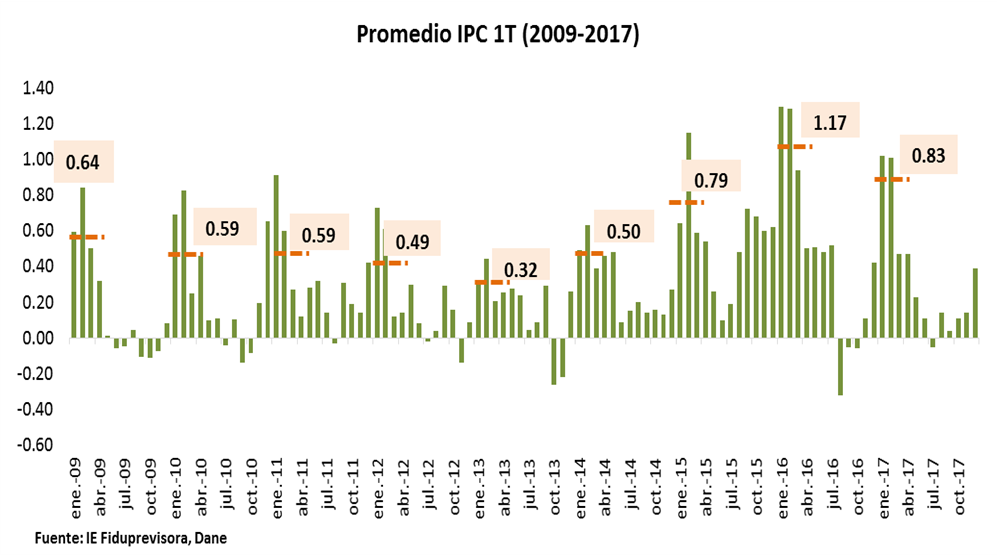 Promedio IPC 1T (2009-2017)
1.40
1.20
1.00
0.80
0.60
0.40
0.20
0.00
-0.20
-0.40
-0.60
0.64
0.59
0.59
0.49
0.32
0.50
0.79
1.17
0.83
ene.-09
abr.-09
jul.-09
oct.-09
ene.-10
abr.-10
jul.-10
oct.-10
ene.-11
abr.-11
jul.-11
oct.-11
ene.-12
abr.-12
jul.-12
oct.-12
ene.-13
abr.-13
jul.-13
oct.-13
ene.-14
abr.-14
jul.-14
oct.-14
ene.-15
abr.-15
jul.-15
oct.-15
ene.-16
abr.-16
jul.-16
oct.-16
ene.-17
abr.-17
jul.-17
oct.-17
Fuente: IE Fiduprevisora, Dane